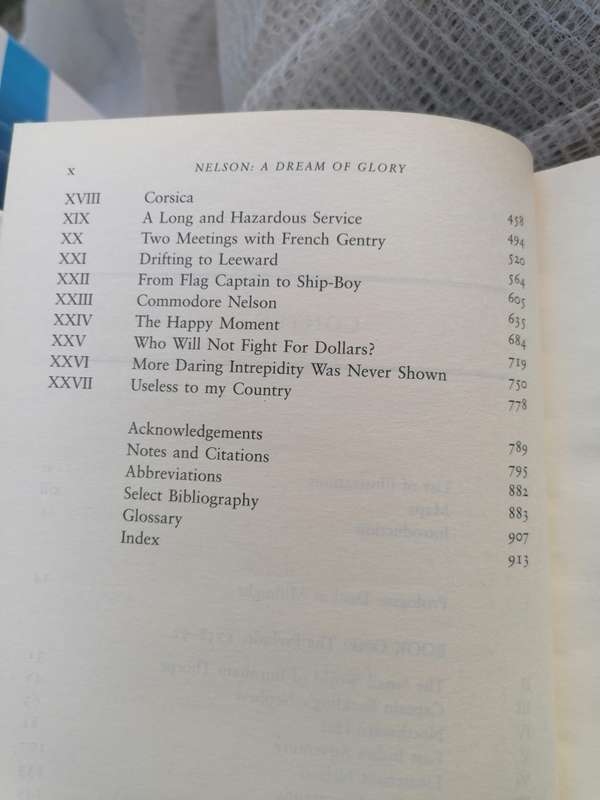 x NELSON: A DREAM OF GLORY
XVIII Corsica 458
XIX A Long and Hazardous Service 494
XX Two Meetings with French Gentry 520
XXI Drifting to Leeward 564
XXII From Flag Captain to Ship-Boy 605
XXIII Commodore Nelson 635
XXIV The Happy Moment 684
XXV Who Will Not Fight For Dollars? 719
XXVI More Daring Intrepidity Was Never Shown 750
XXVII Useless to my Country 778
Acknowledgements 789
Notes and Citations 795
Abbreviations 882
Select Bibliography 883
Glossary 907
Index 913